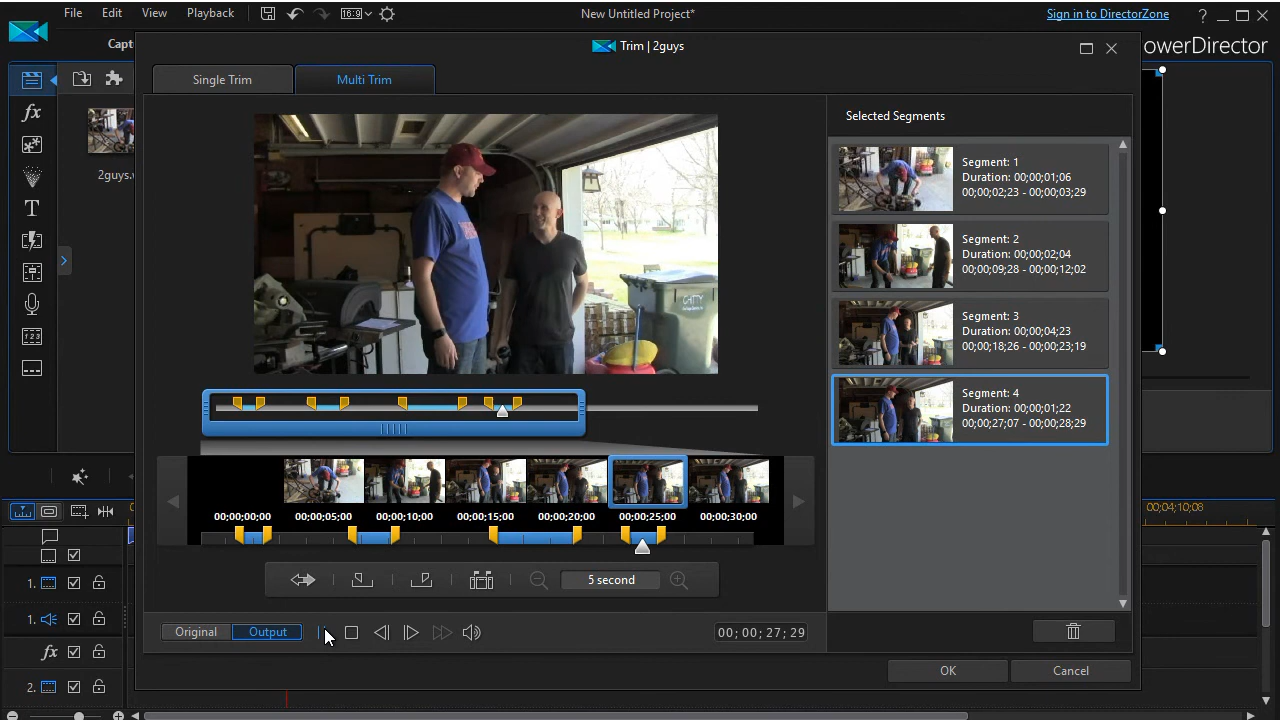 File Edit View Playback 16:9 New Untitled Project* Sign in to DirectorZone ?
Capt
Trim | 2guys
owerDirector
Single Trim Multi Trim
Selected Segments
fx
2guys.
T
Segment: 1
Duration: 00;00;01;06
00;00;02;23 - 00;00;03;29
Segment: 2
Duration: 00;00;02;04
00;00;09;28 - 00;00;12;02
Segment: 3
Duration: 00;00;04;23
00;00;18;26 - 00;00;23;19
Segment: 4
Duration: 00;00;01;22
00;00;27;07 - 00;00;28;29
00;00;00;00 00;00;05;00 00;00;10;00 00;00;15;00 00;00;20;00 00;00;25;00 00;00;30;00
00;04;10;08
5 second
1.
1.
Original Output
00; 00; 27; 29
fx
OK Cancel
2.